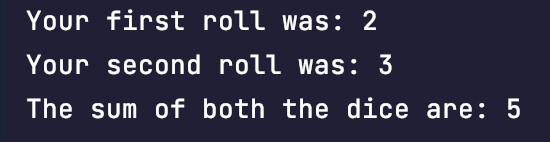 Your first roll was: 2
Your second roll was: 3
The sum of both the dice are: 5